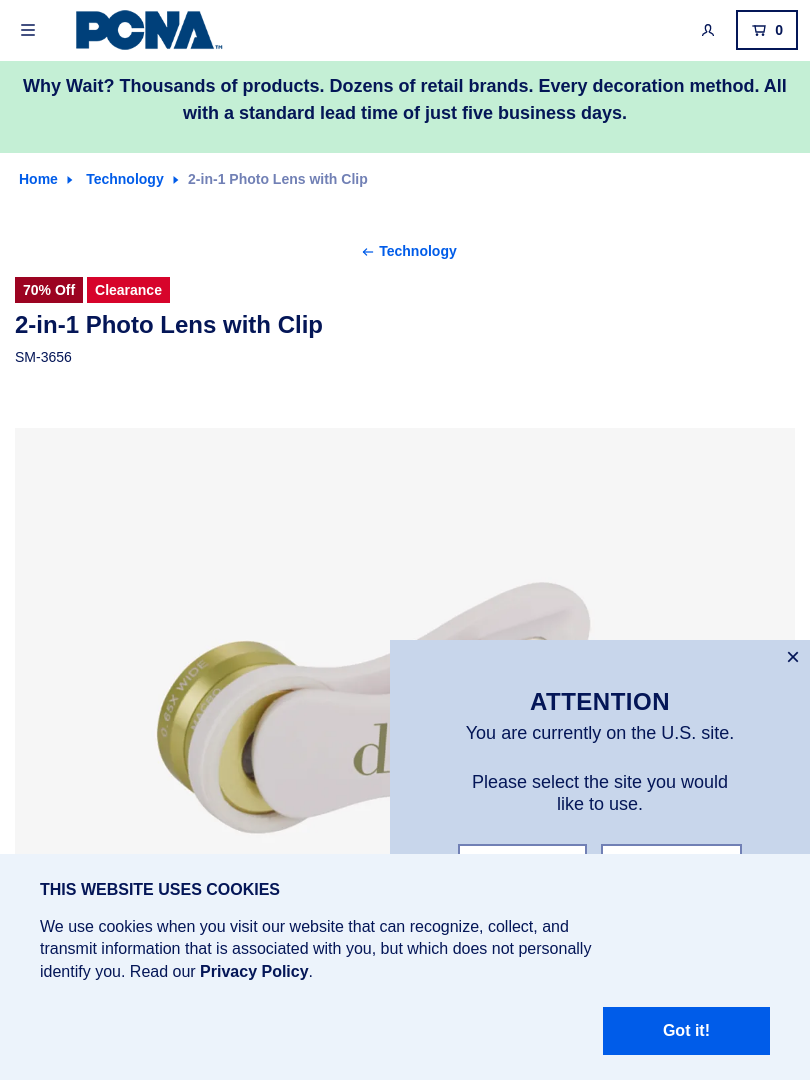 PCNA™
0
Why Wait? Thousands of products. Dozens of retail brands. Every decoration method. All
with a standard lead time of just five business days.
Home
Technology
2-in-1 Photo Lens with Clip
Technology
70% Off
Clearance
2-in-1 Photo Lens with Clip
SM-3656
0.65X WIDE
MACRO
d
ATTENTION
You are currently on the U.S. site.
Please select the site you would
like to use.
THIS WEBSITE USES COOKIES
We use cookies when you visit our website that can recognize, collect, and
transmit information that is associated with you, but which does not personally
identify you. Read our Privacy Policy.
Got it!